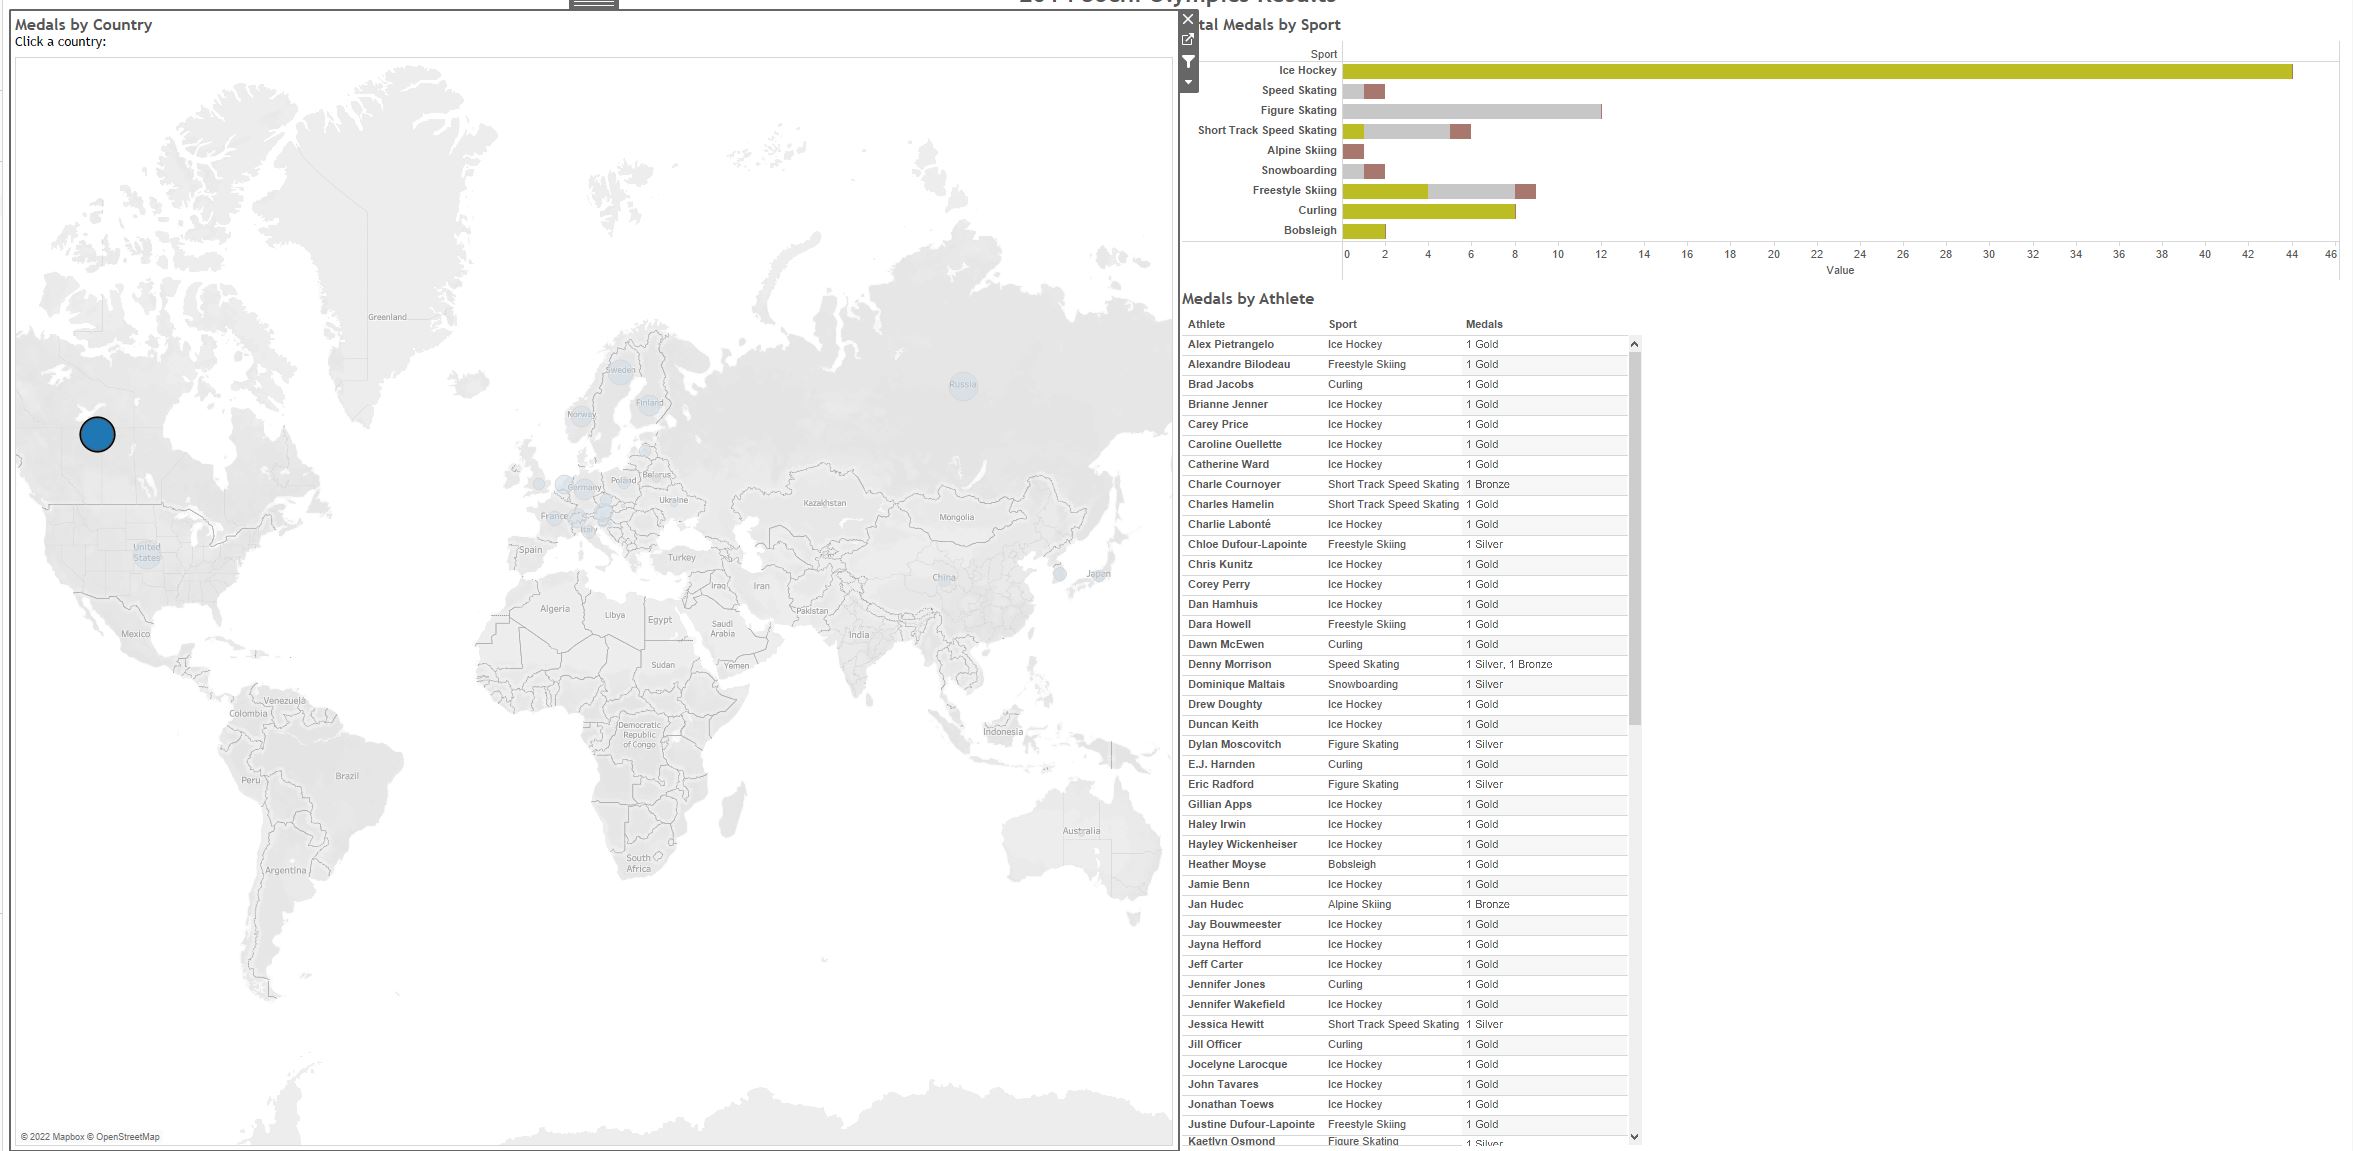 Medals by Country
Click a country:
Greenland
Sweden
Finland
Norway
Russia
Belarus
Poland
Germany
Ukraine
France
Italy
Kazakhstan
Mongolia
United
States
Spain
Turkey
China
Japan
Iraq
Iran
Algeria
Libya
Egypt
Pakistan
Saudi
Arabia
India
Mexico
Sudan
Yemen
Venezuela
Colombia
Democratic
Republic
of Congo
Indonesia
Peru
Brazil
Australia
South
Africa
Argentina
© 2022 Mapbox © OpenStreetMap
tal Medals by Sport
Sport
Ice Hockey
Speed Skating
Figure Skating
Short Track Speed Skating
Alpine Skiing
Snowboarding
Freestyle Skiing
Curling
Bobsleigh
0 2 4 6 8 10 12 14 16 18 20 22 24 26 28 30 32 34 36 38 40 42 44 46
Value
Medals by Athlete
Athlete Sport Medals
Alex Pietrangelo Ice Hockey 1 Gold
Alexandre Bilodeau Freestyle Skiing 1 Gold
Brad Jacobs Curling 1 Gold
Brianne Jenner Ice Hockey 1 Gold
Carey Price Ice Hockey 1 Gold
Caroline Ouellette Ice Hockey 1 Gold
Catherine Ward Ice Hockey 1 Gold
Charle Cournoyer Short Track Speed Skating 1 Bronze
Charles Hamelin Short Track Speed Skating 1 Gold
Charlie Labonté Ice Hockey 1 Gold
Chloe Dufour-Lapointe Freestyle Skiing 1 Silver
Chris Kunitz Ice Hockey 1 Gold
Corey Perry Ice Hockey 1 Gold
Dan Hamhuis Ice Hockey 1 Gold
Dara Howell Freestyle Skiing 1 Gold
Dawn McEwen Curling 1 Gold
Denny Morrison Speed Skating 1 Silver, 1 Bronze
Dominique Maltais Snowboarding 1 Silver
Drew Doughty Ice Hockey 1 Gold
Duncan Keith Ice Hockey 1 Gold
Dylan Moscovitch Figure Skating 1 Silver
E.J. Harnden Curling 1 Gold
Eric Radford Figure Skating 1 Silver
Gillian Apps Ice Hockey 1 Gold
Haley Irwin Ice Hockey 1 Gold
Hayley Wickenheiser Ice Hockey 1 Gold
Heather Moyse Bobsleigh 1 Gold
Jamie Benn Ice Hockey 1 Gold
Jan Hudec Alpine Skiing 1 Bronze
Jay Bouwmeester Ice Hockey 1 Gold
Jayna Hefford Ice Hockey 1 Gold
Jeff Carter Ice Hockey 1 Gold
Jennifer Jones Curling 1 Gold
Jennifer Wakefield Ice Hockey 1 Gold
Jessica Hewitt Short Track Speed Skating 1 Silver
Jill Officer Curling 1 Gold
Jocelyne Larocque Ice Hockey 1 Gold
John Tavares Ice Hockey 1 Gold
Jonathan Toews Ice Hockey 1 Gold
Justine Dufour-Lapointe Freestyle Skiing 1 Gold
Kaetlyn Osmond Figure Skating 1 Silver